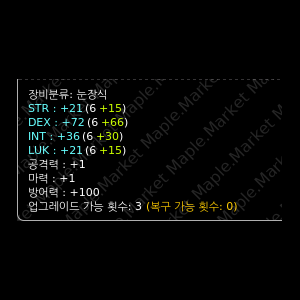 장비분류: 눈장식
STR : +21 (6 +15)
DEX : +72 (6 +66)
INT : +36 (6 +30)
LUK : +21 (6 +15)
공격력 : +1
마력 : +1
방어력 : +100
업그레이드 가능 횟수: 3 (복구 가능 횟수: 0)
Maple.Market Maple.Market Maple.Market